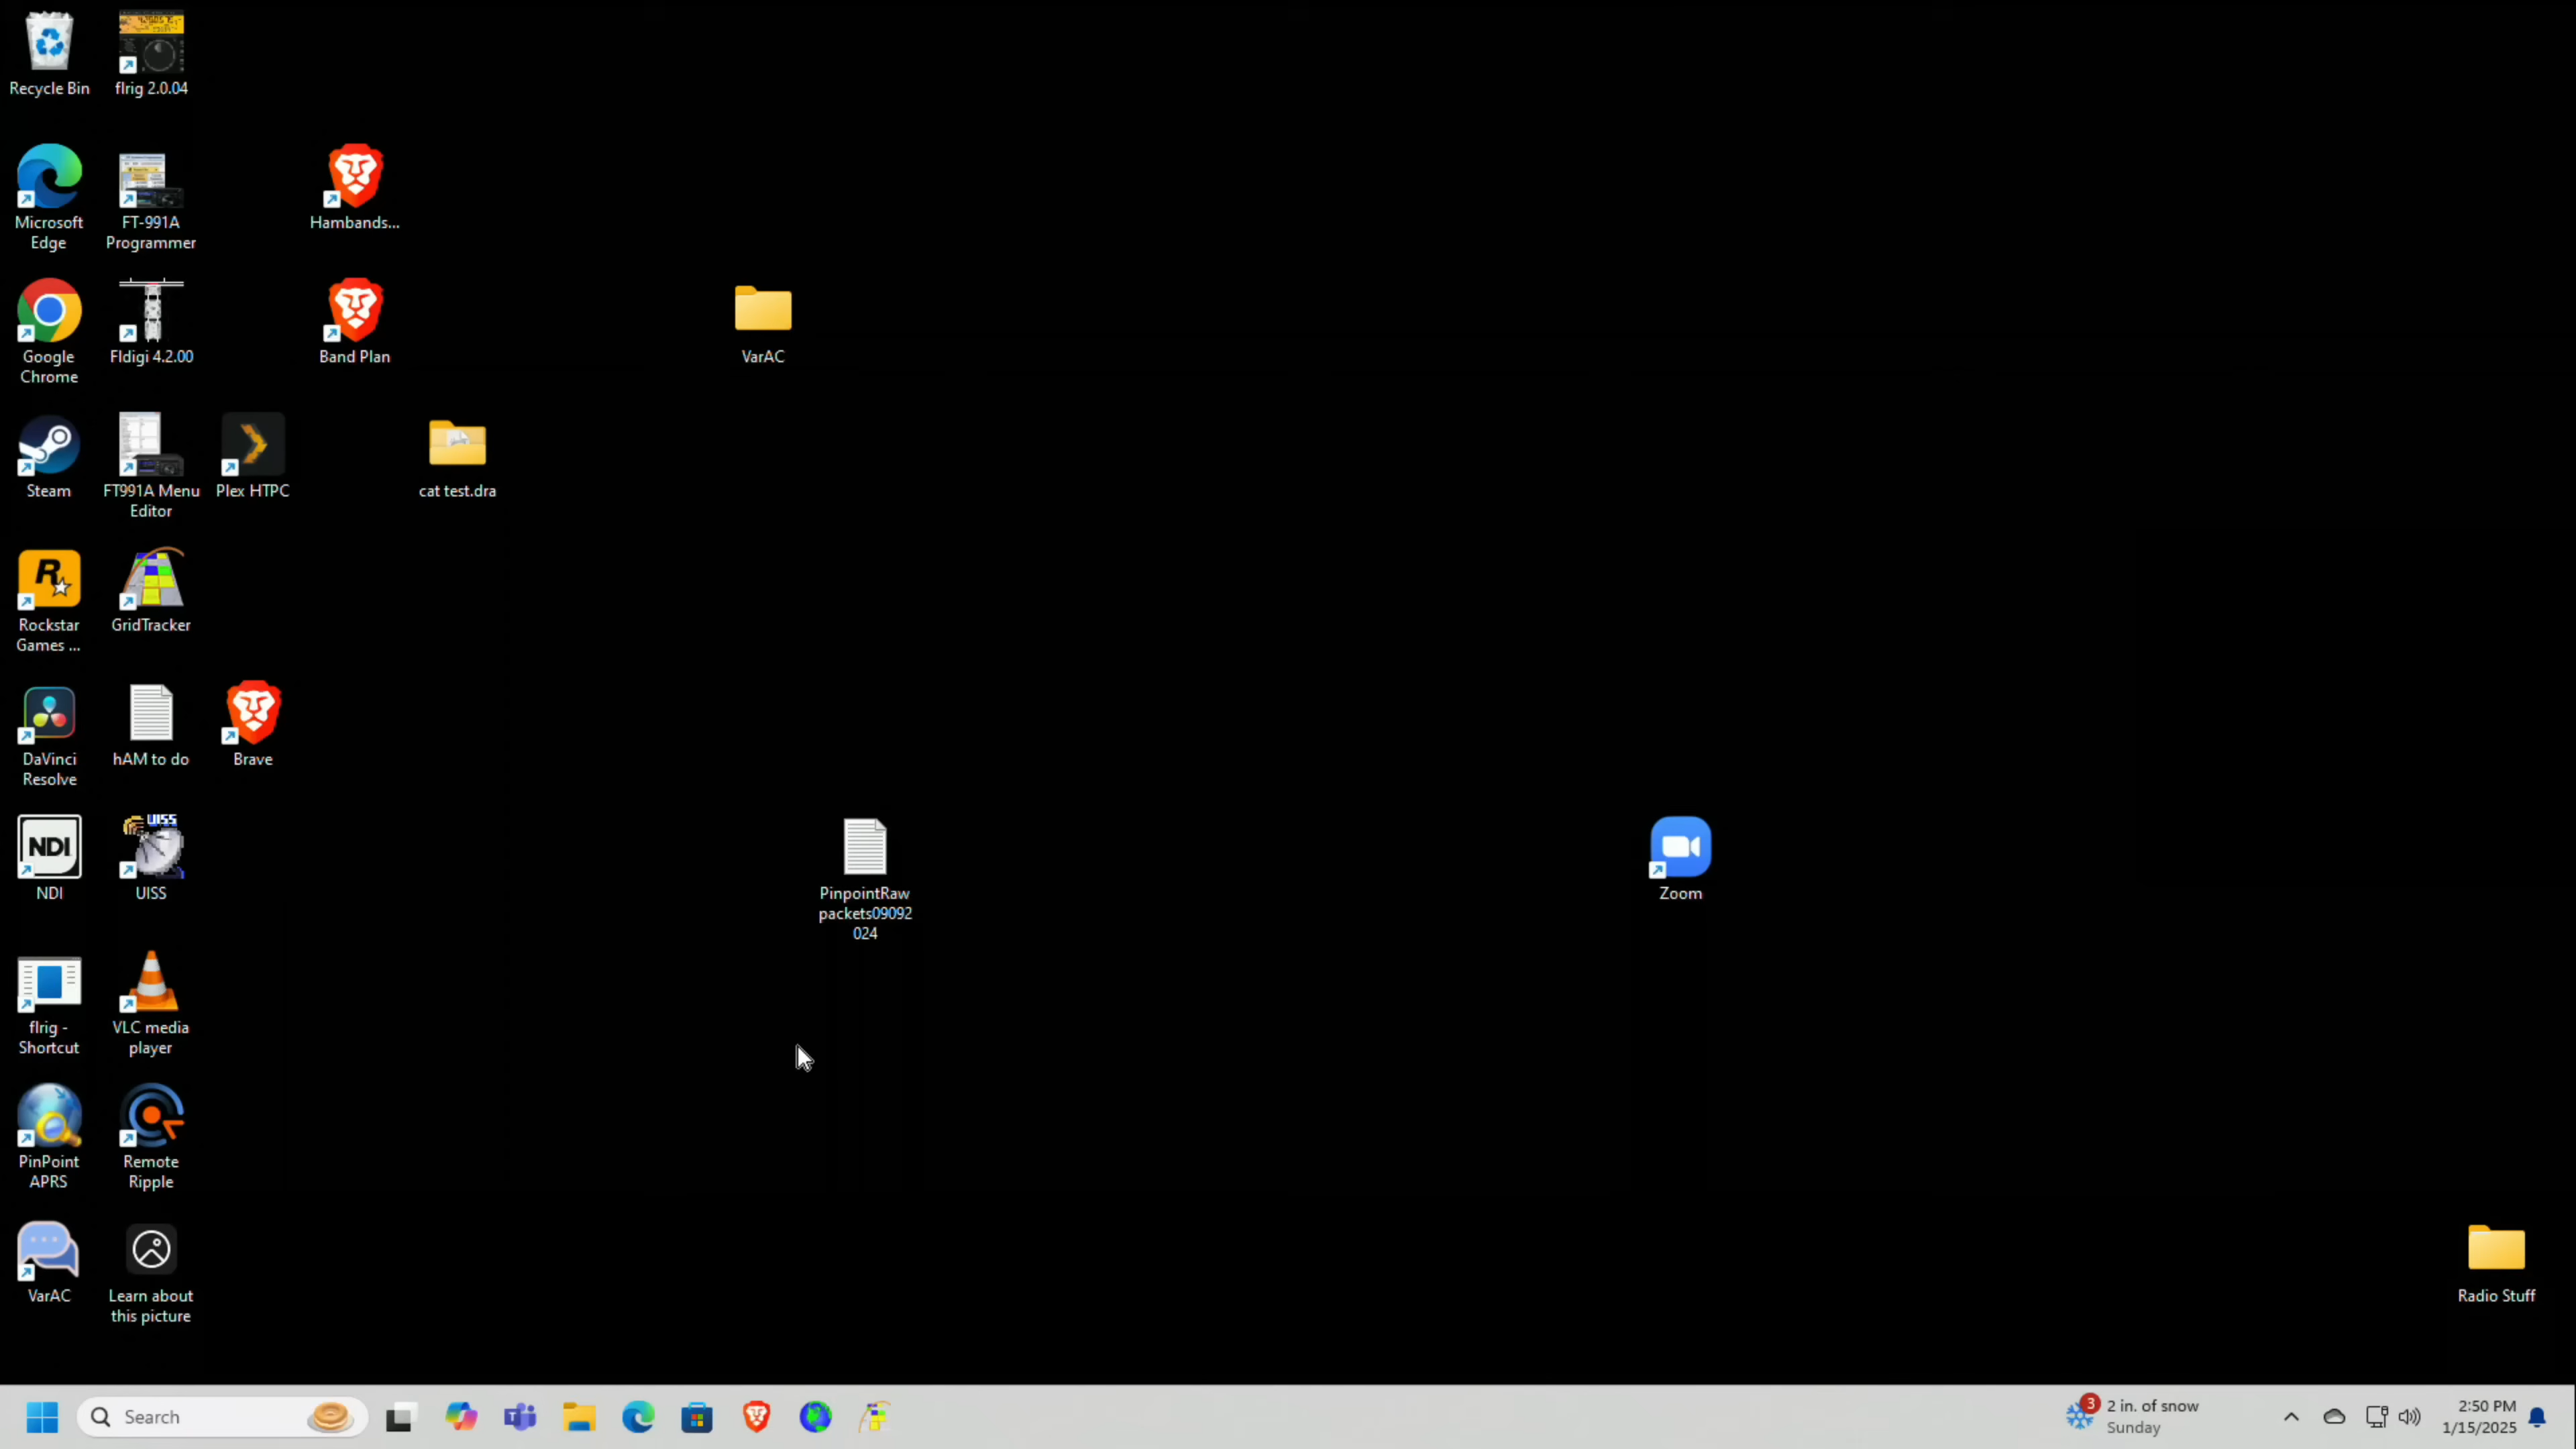 Recycle Bin
flrig 2.0.04
Microsoft
Edge
FT-991A
Programmer
Hambands...
Google
Chrome
Fldigi 4.2.00
Band Plan
VarAC
Steam
FT991A Menu
Editor
Plex HTPC
cat test.dra
R
Rockstar
Games ...
GridTracker
DaVinci
Resolve
hAM to do
Brave
NDI
NDI
UISS
UISS
PinpointRaw
packets09092
024
Zoom
flrig -
Shortcut
VLC media
player
PinPoint
APRS
Remote
Ripple
VarAC
Learn about
this picture
Radio Stuff
Search
T
3
2 in. of snow
Sunday
2:50 PM
1/15/2025